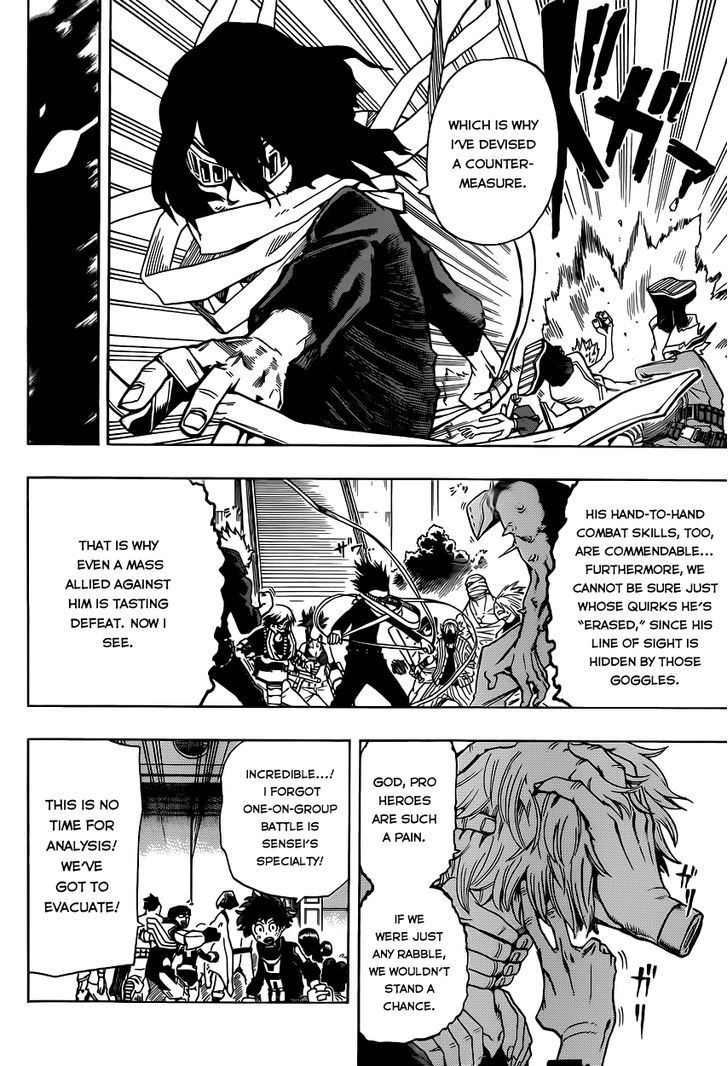 WHICH IS WHY
I'VE DEVISED
A COUNTER-
MEASURE.
HIS HAND-TO-HAND
COMBAT SKILLS, TOO,
ARE COMMENDABLE...
FURTHERMORE, WE
CANNOT BE SURE JUST
WHOSE QUIRKS HE'S
"ERASED," SINCE HIS
LINE OF SIGHT IS
HIDDEN BY THOSE
GOGGLES.
THAT IS WHY
EVEN A MASS
ALLIED AGAINST
HIM IS TASTING
DEFEAT. NOW I
SEE.
GOD, PRO
HEROES
ARE SUCH
A PAIN.
IF WE
WERE JUST
ANY RABBLE,
WE WOULDN'T
STAND A
CHANCE.
INCREDIBLE...!
I FORGOT
ONE-ON-GROUP
BATTLE IS
SENSEI'S
SPECIALTY!
THIS IS NO
TIME FOR
ANALYSIS!
WE'VE
GOT TO
EVACUATE!